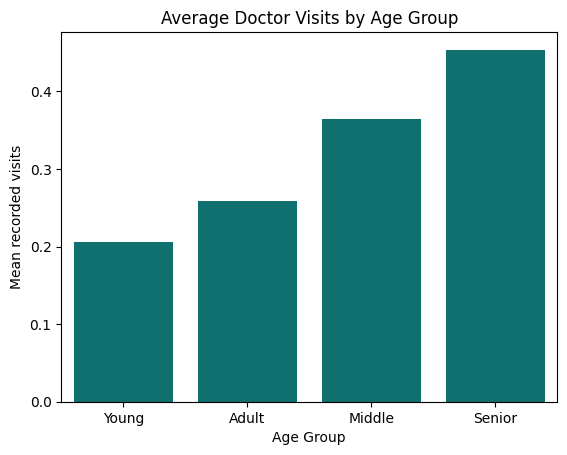 Average Doctor Visits by Age Group
Mean recorded visits
0.4
0.3
0.2
0.1
0.0
Young Adult Middle Senior
Age Group